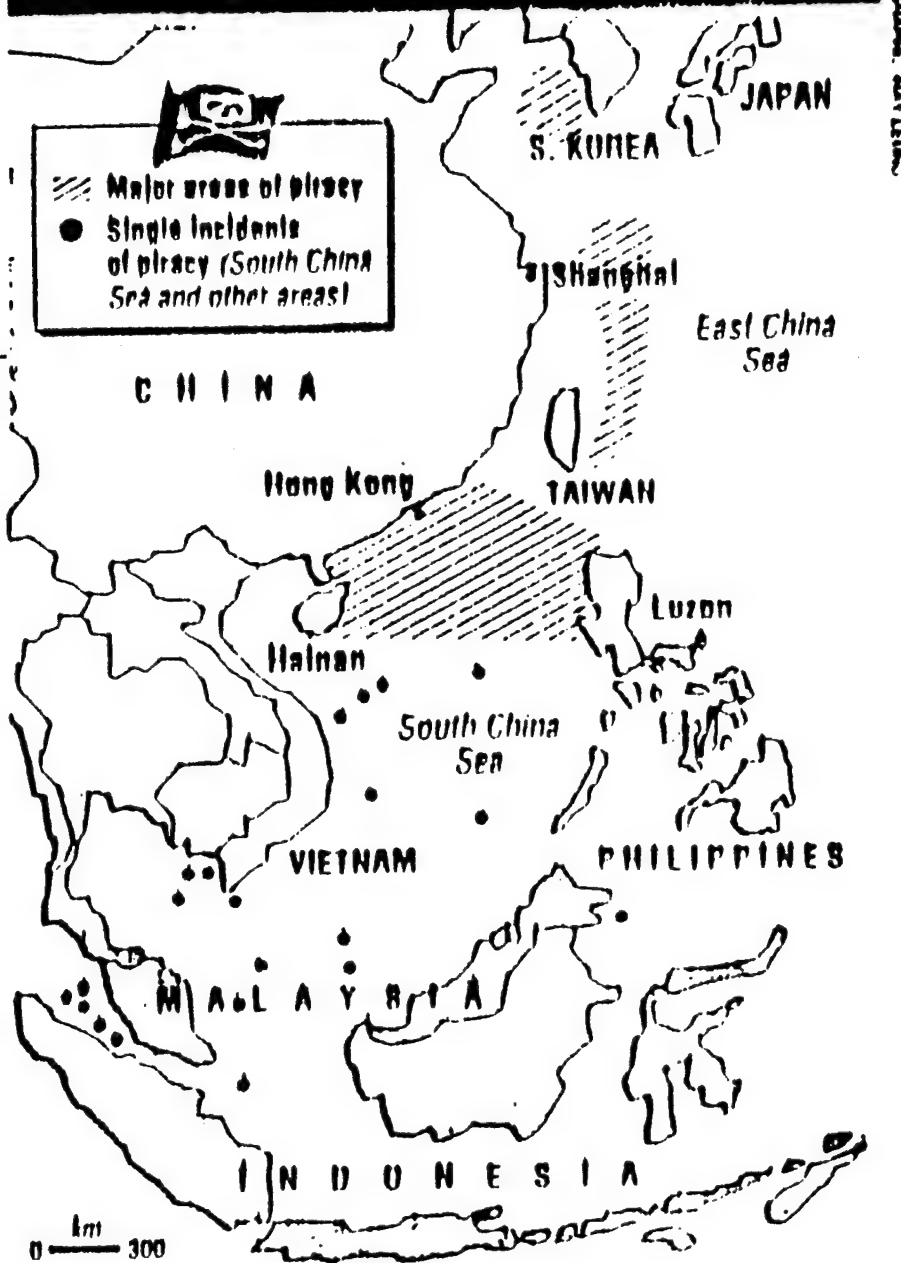 Major areas of piracy
Single incidents
of piracy (South China
Sea and other areas)
JAPAN
S. KOREA
Shanghai
East China
Sea
CHINA
Hong Kong
TAIWAN
Luzon
Hainan
South China
Sea
VIETNAM
PHILIPPINES
MALAYSIA
INDONESIA
km
0 300